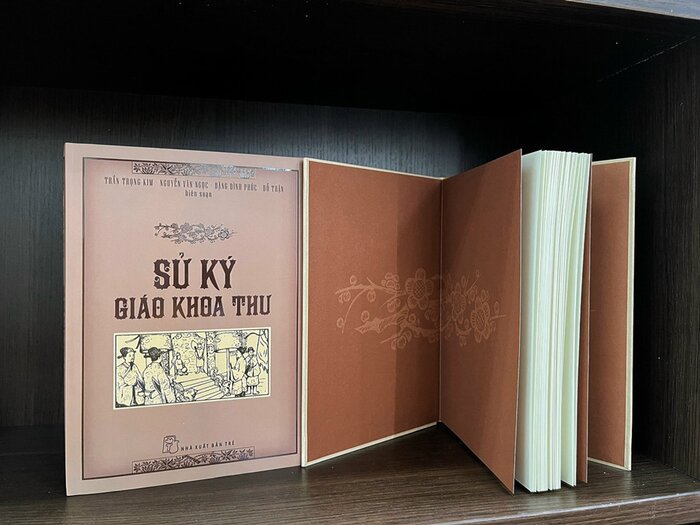 TRẦN TRỌNG KIM · NGUYỄN VĂN NGỌC · ĐẶNG ĐÌNH PHÚC · ĐỖ THẬN
biên soạn
SỬ KÝ
GIÁO KHOA THƯ
NHÀ XUẤT BẢN TRẺ